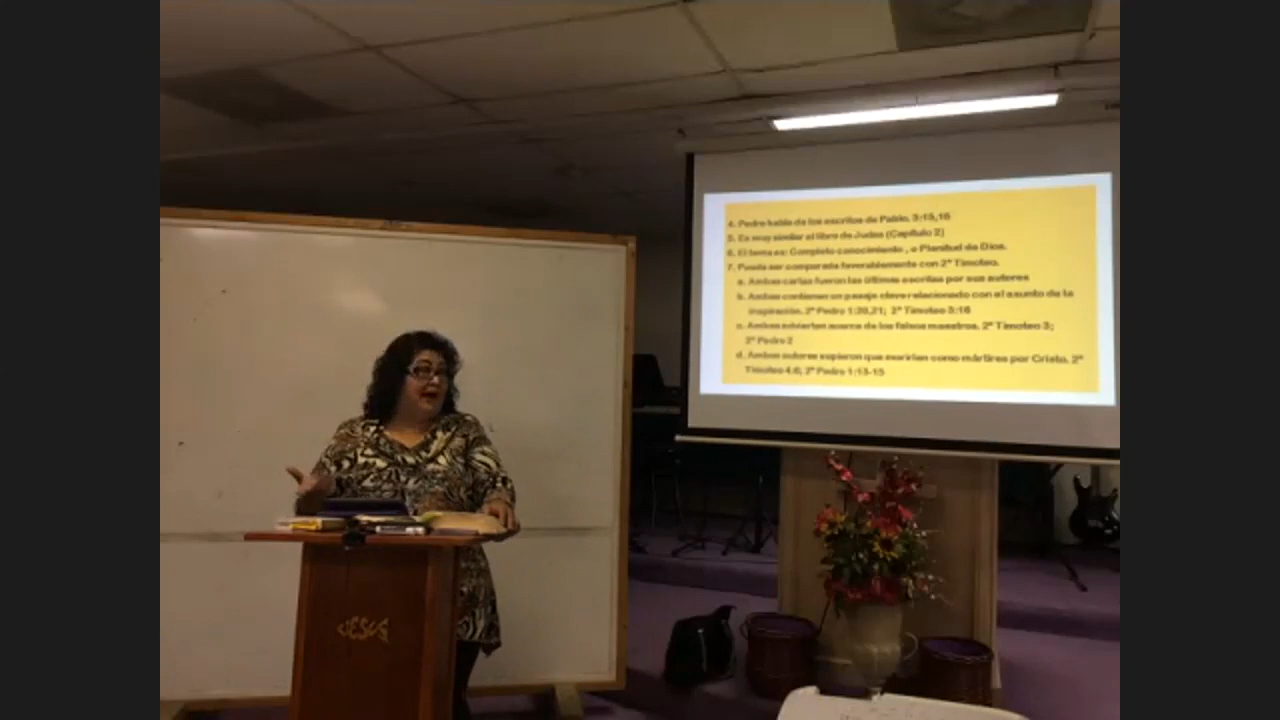 4. Pedro habla de los escritos de Pablo. 3:15,16
5. Es muy similar al libro de Judas (Capítulo 2)
6. El tema es: Completo conocimiento , o Plenitud de Dios.
7. Puede ser comparada favorablemente con 2ª Timoteo.
a. Ambas cartas fueron las últimas escritas por sus autores
b. Ambas contienen un pasaje clave relacionado con el asunto de la
inspiración. 2ª Pedro 1:20,21; 2ª Timoteo 3:16
c. Ambas advierten acerca de los falsos maestros. 2ª Timoteo 3;
2ª Pedro 2
d. Ambos autores supieron que morirían como mártires por Cristo. 2ª
Timoteo 4:6; 2ª Pedro 1:13-15
JESUS